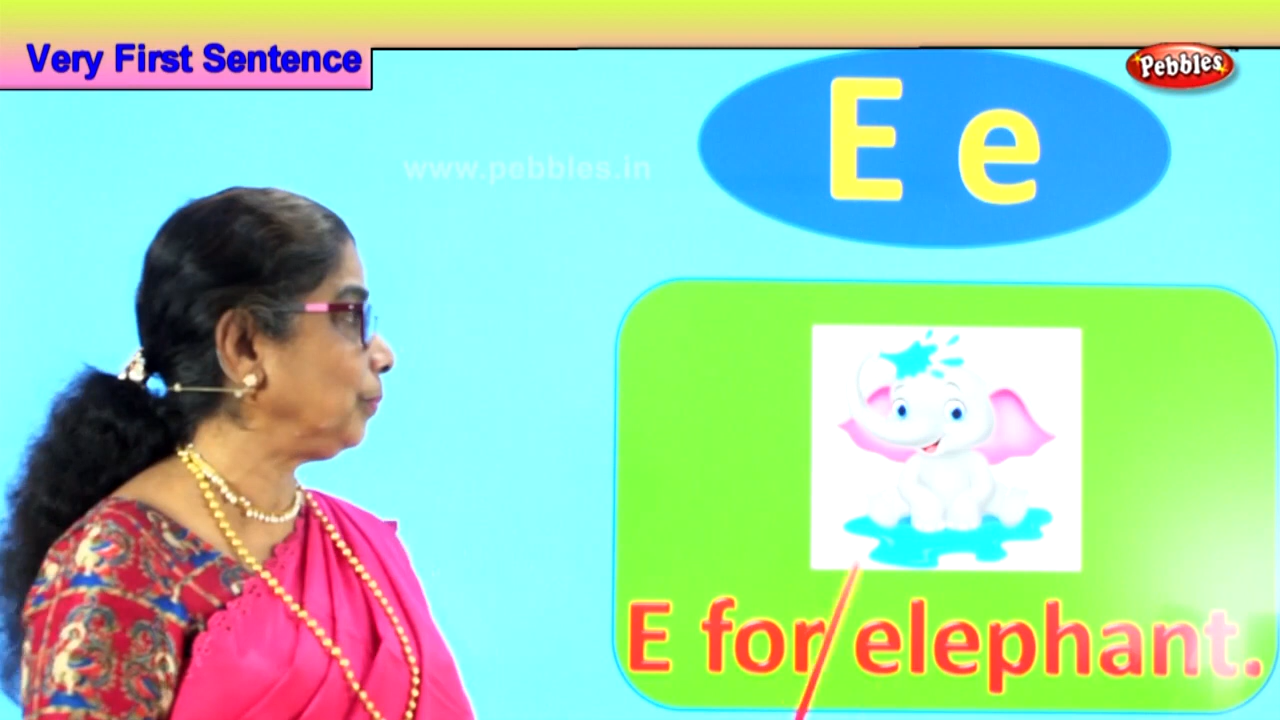 Very First Sentence
Pebbles
www.pebbles.in
E e
E for elephant.